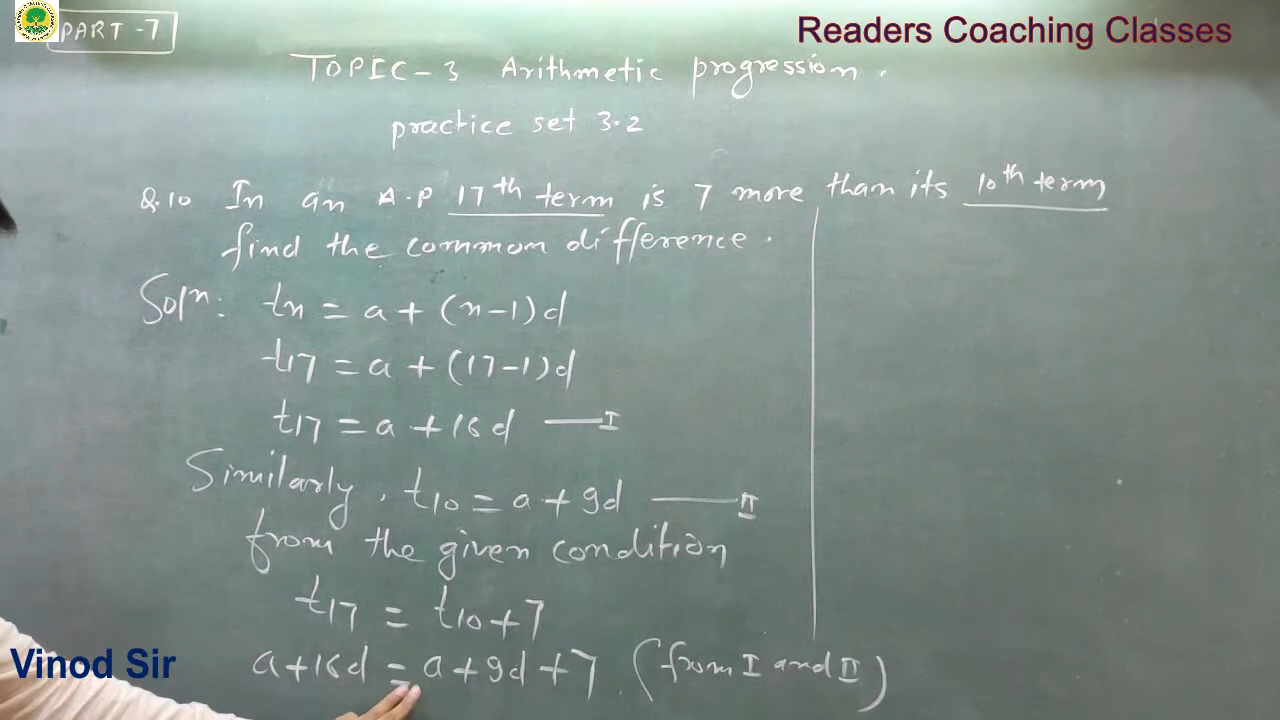 PART-7
Readers Coaching Classes
TOPIC-3 Arithmetic progression.
practice set 3.2
Q.10 In an A.P 17th term is 7 more than its 10th term
find the common difference.
Solⁿ: tn = a + (n-1)d
t17 = a + (17-1)d
t17 = a + 16d — I
Similarly, t10 = a + 9d — II
from the given condition
t17 = t10 + 7
a + 16d = a + 9d + 7 (from I and II)
Vinod Sir